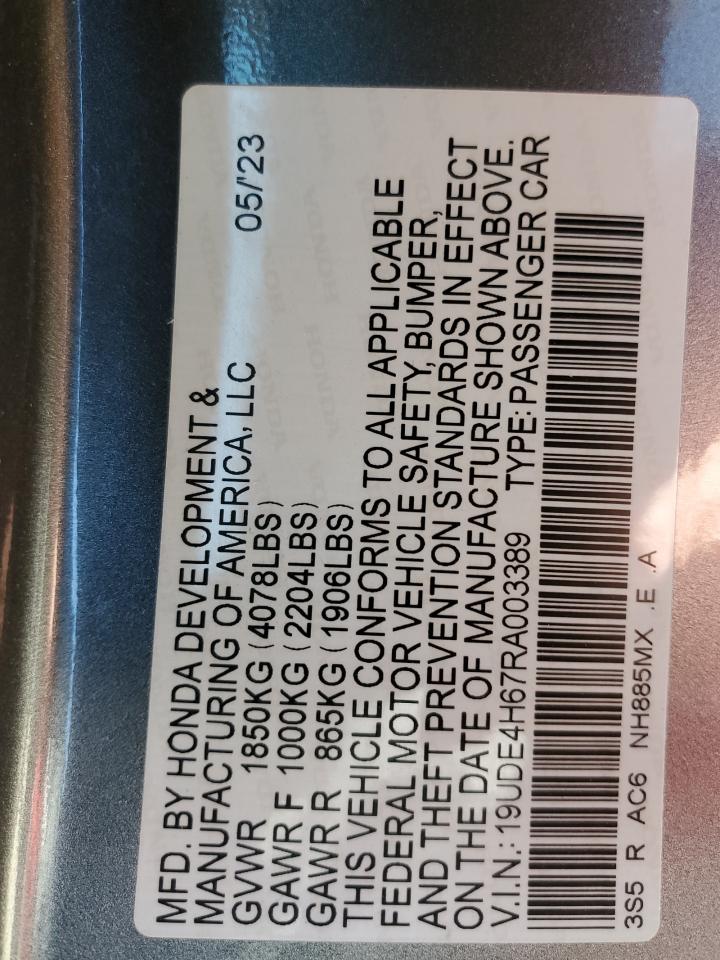 MFD. BY HONDA DEVELOPMENT &
MANUFACTURING OF AMERICA, LLC 05/'23
GVWR 1850KG (4078LBS)
GAWR F 1000KG (2204LBS)
GAWR R 865KG (1906LBS)
THIS VEHICLE CONFORMS TO ALL APPLICABLE
FEDERAL MOTOR VEHICLE SAFETY, BUMPER,
AND THEFT PREVENTION STANDARDS IN EFFECT
ON THE DATE OF MANUFACTURE SHOWN ABOVE.
V.I.N.: 19UDE4H67RA003389 TYPE: PASSENGER CAR
3S5 R AC6 NH885MX .E .A